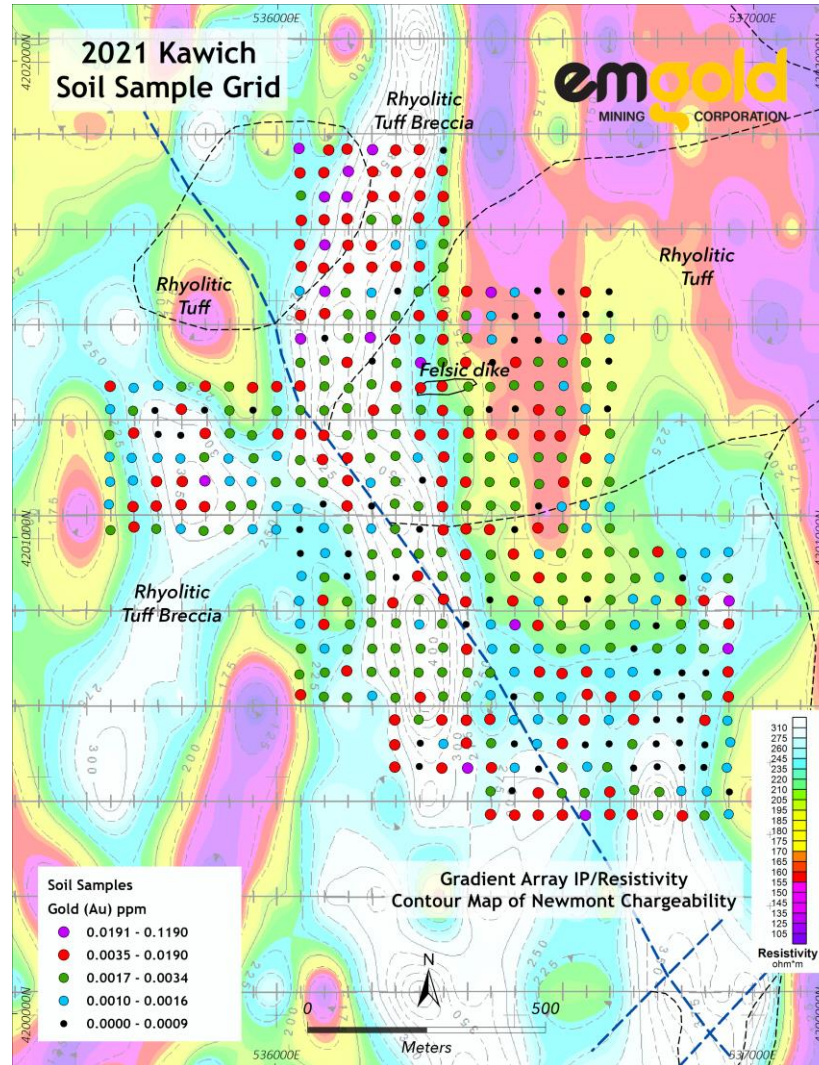 536000E
537000E
4202000N
4202000N
2021 Kawich
Soil Sample Grid
emgold
MINING CORPORATION
Rhyolitic
Tuff Breccia
Rhyolitic
Tuff
Rhyolitic
Tuff
Felsic dike
4201000N
4201000N
Rhyolitic
Tuff Breccia
Soil Samples
Gold (Au) ppm
0.0191 - 0.1190
0.0035 - 0.0190
0.0017 - 0.0034
0.0010 - 0.0016
0.0000 - 0.0009
Gradient Array IP/Resistivity
Contour Map of Newmont Chargeability
N
0 500
Meters
310
275
260
245
235
220
210
205
195
185
175
170
165
160
155
150
145
135
125
115
105
Resistivity
ohm*m
4200000N
4200000N
536000E
537000E